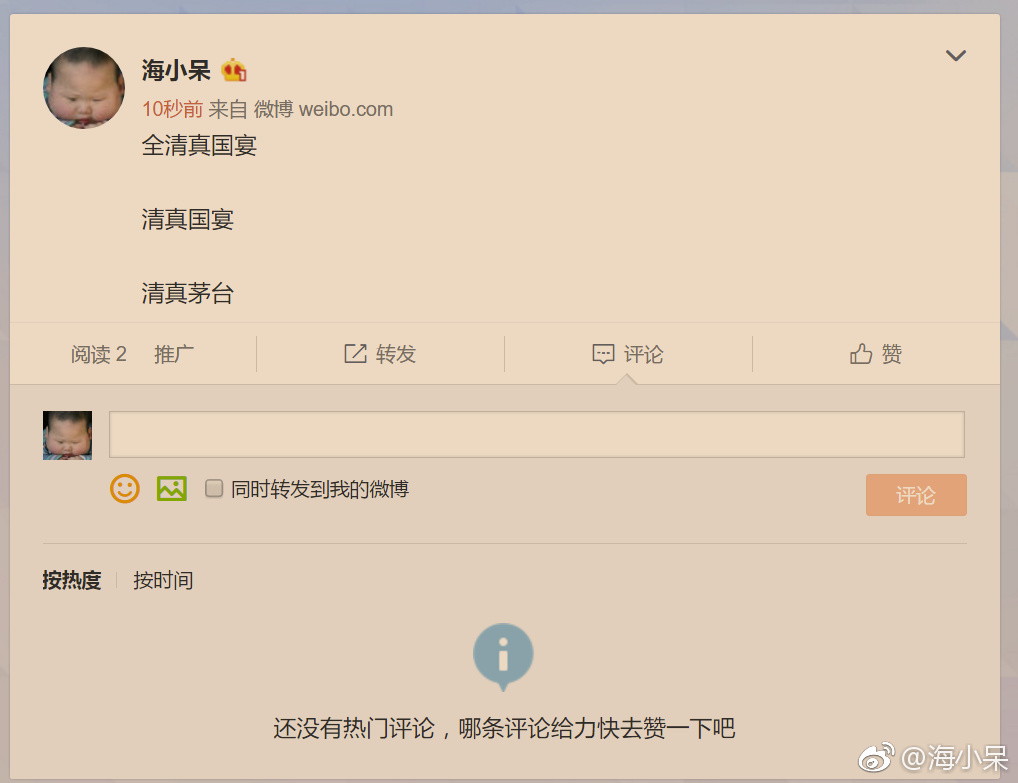 海小呆
10秒前 来自 微博 weibo.com
全清真国宴
清真国宴
清真茅台
阅读 2 推广 转发 评论 赞
同时转发到我的微博
评论
按热度 按时间
还没有热门评论，哪条评论给力快去赞一下吧
@海小呆